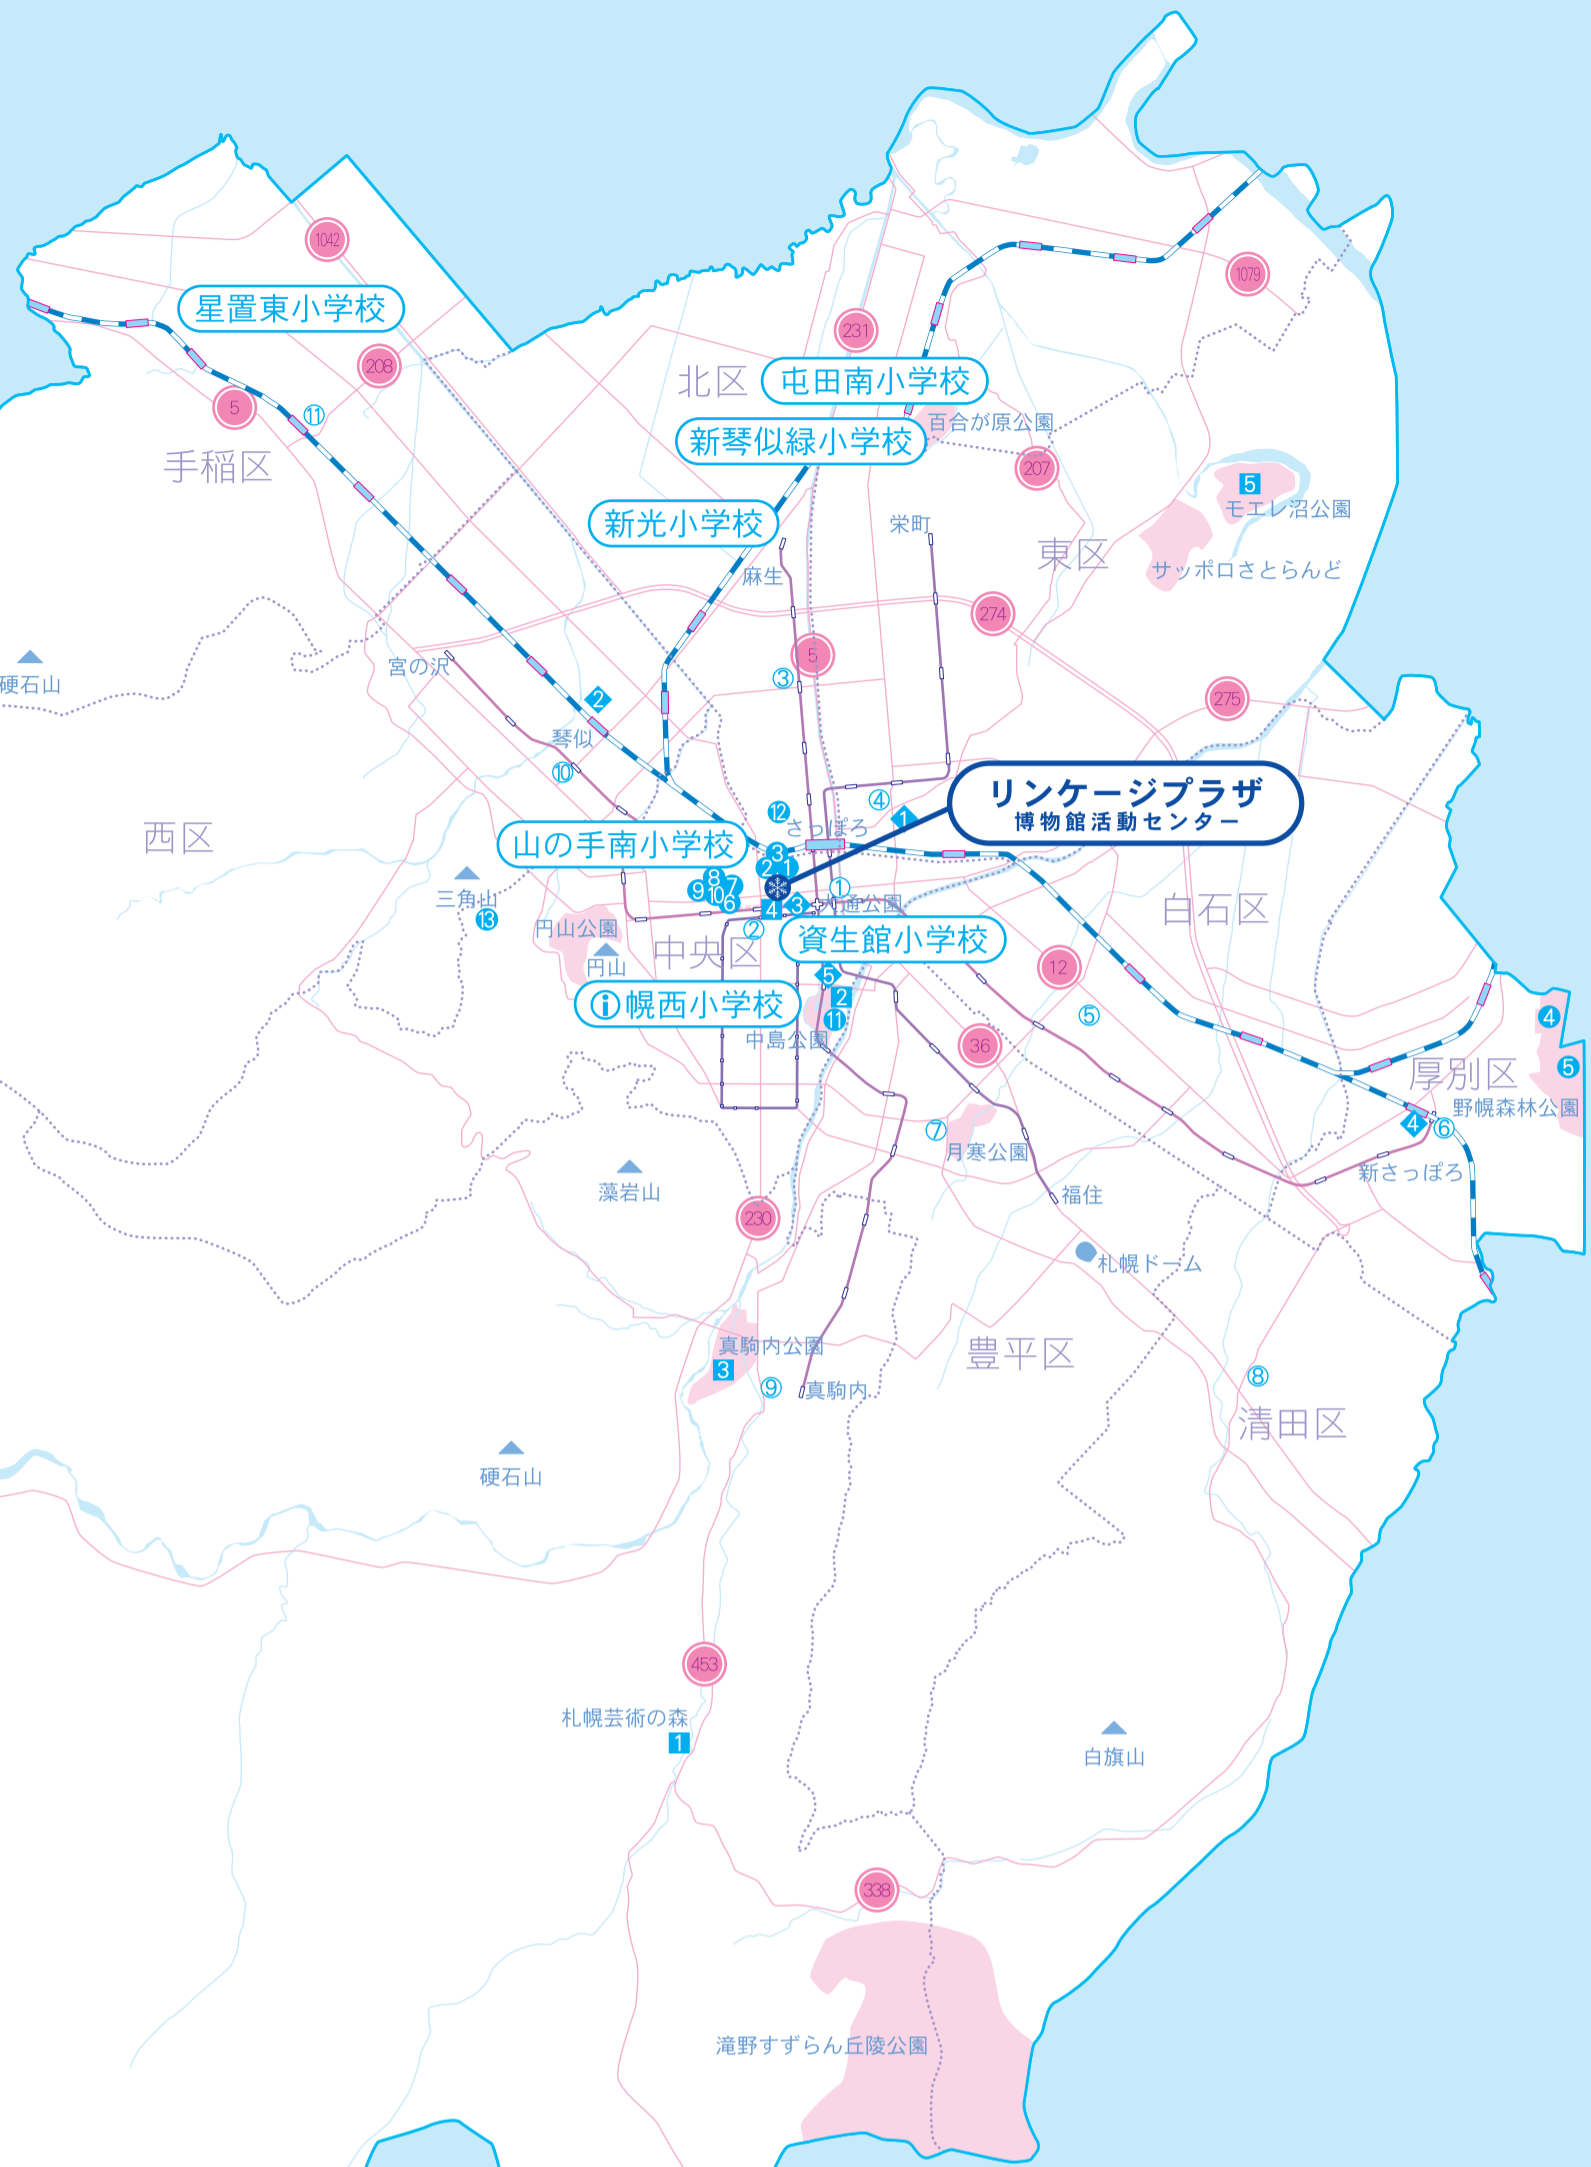 1042
1079
星置東小学校
231
208
北区
屯田南小学校
5
⑪
百合が原公園
新琴似緑小学校
手稲区
207
5
モエレ沼公園
新光小学校
栄町
東区
麻生
サッポロさとらんど
274
宮の沢
5
③
硬石山
2
275
琴似
⑩
リンケージプラザ
博物館活動センター
④
12
1
さっぽろ
西区
山の手南小学校
3
2
1
三角山
8
7
9
10
6
①
4
3
大通公園
白石区
13
円山公園
②
資生館小学校
中央区
円山
12
5
2
i幌西小学校
11
⑤
4
中島公園
36
5
厚別区
野幌森林公園
4
⑥
⑦
月寒公園
新さっぽろ
藻岩山
福住
230
札幌ドーム
真駒内公園
豊平区
3
⑨
真駒内
⑧
清田区
硬石山
453
札幌芸術の森
1
白旗山
338
滝野すずらん丘陵公園